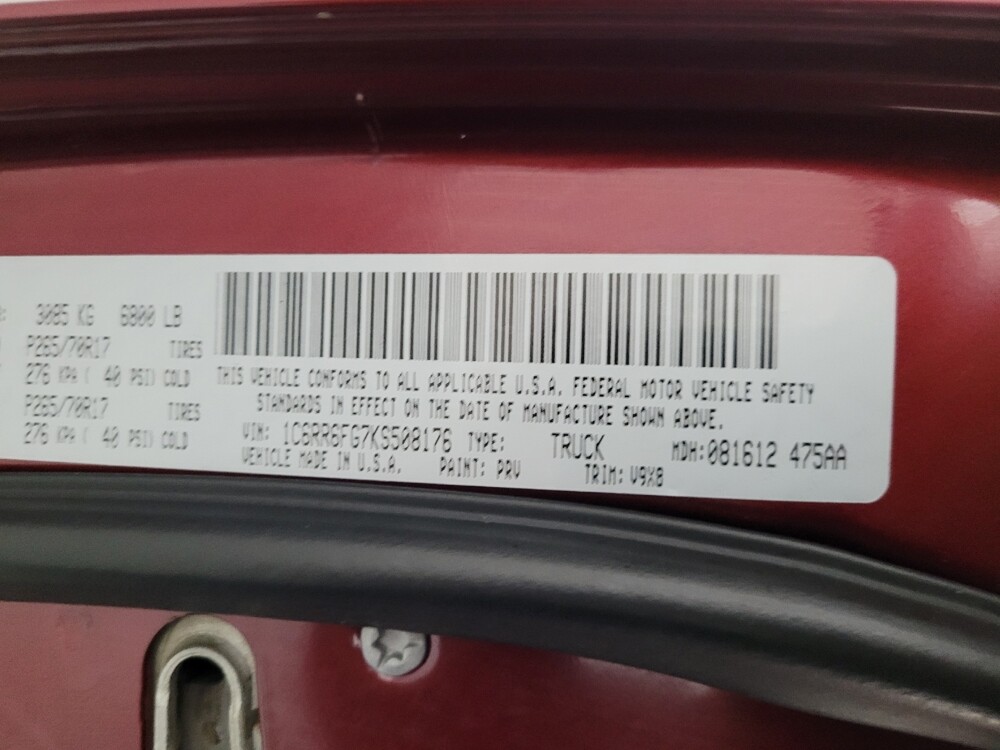 3085 KG 6800 LB
P265/70R17 TIRES
276 KPA ( 40 PSI) COLD
P265/70R17 TIRES
276 KPA ( 40 PSI) COLD
THIS VEHICLE CONFORMS TO ALL APPLICABLE U.S.A. FEDERAL MOTOR VEHICLE SAFETY
STANDARDS IN EFFECT ON THE DATE OF MANUFACTURE SHOWN ABOVE.
VIN: 1C6RR6FG7KS508176 TYPE: TRUCK MDH:081612 475AA
VEHICLE MADE IN U.S.A. PAINT: PRV TRIM: V9X8